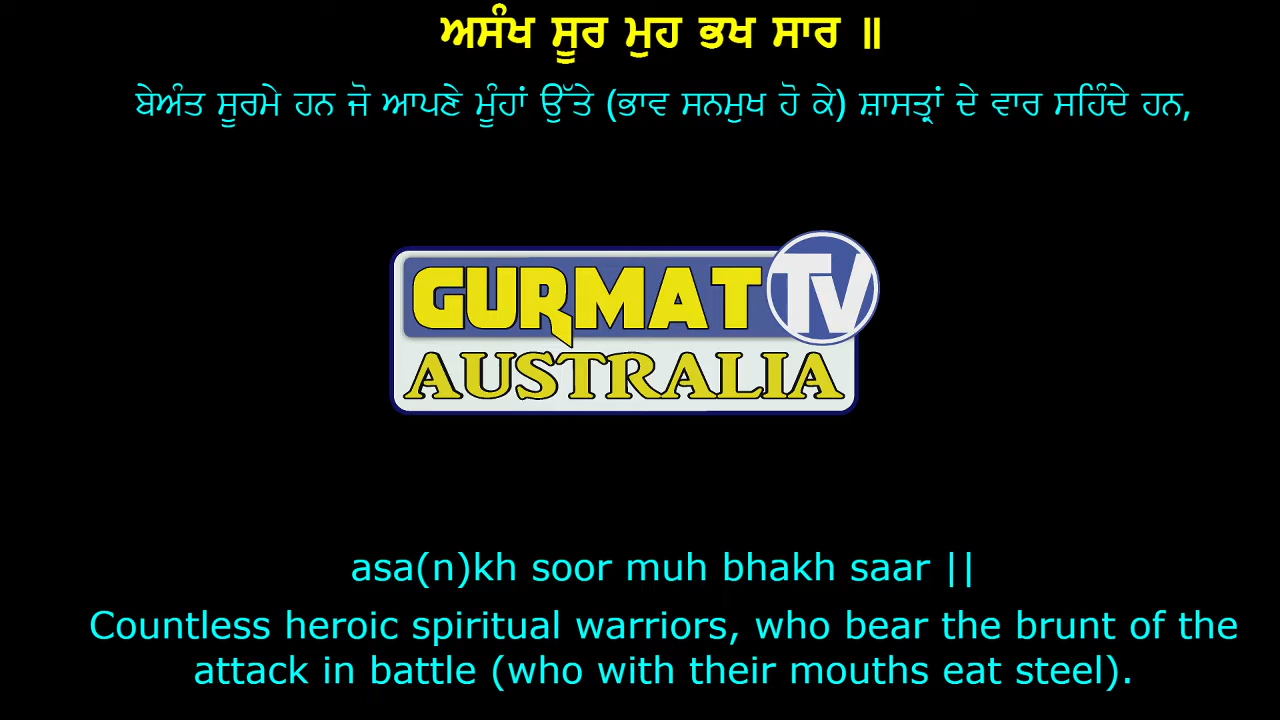 ਅਸੰਖ ਸੂਰ ਮੁਹ ਭਖ ਸਾਰ ॥
ਬੇਅੰਤ ਸੂਰਮੇ ਹਨ ਜੋ ਆਪਣੇ ਮੂੰਹਾਂ ਉੱਤੇ (ਭਾਵ ਸਨਮੁਖ ਹੋ ਕੇ) ਸ਼ਾਸਤ੍ਰਾਂ ਦੇ ਵਾਰ ਸਹਿੰਦੇ ਹਨ,
GURMAT TV
AUSTRALIA
asa(n)kh soor muh bhakh saar ||
Countless heroic spiritual warriors, who bear the brunt of the
attack in battle (who with their mouths eat steel).